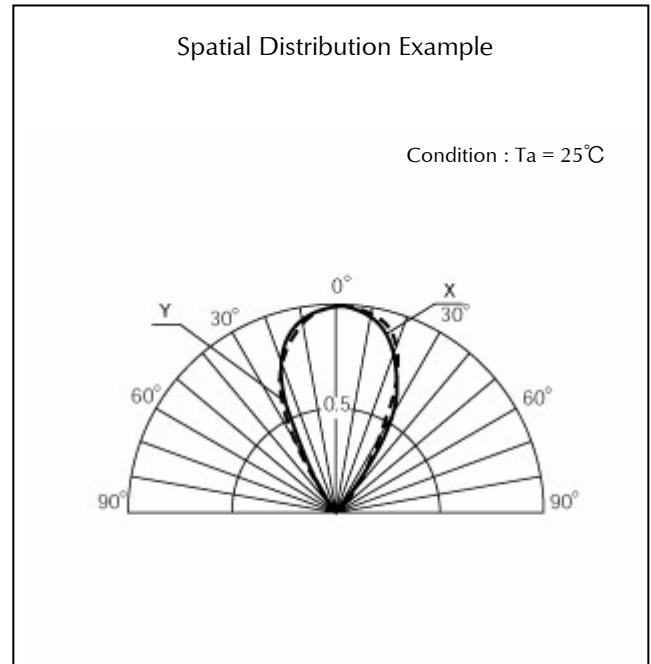 Spatial Distribution Example
Condition : Ta = 25℃
0°
X
Y
30°
30°
60°
0.5
60°
90°
90°